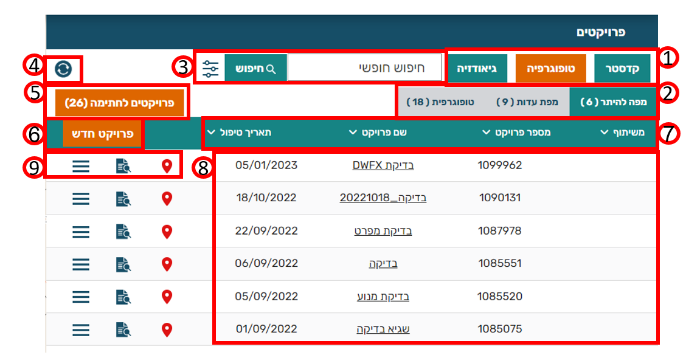 פרויקטים
1 קדסטר טופוגרפיה גיאודזיה 3 חיפוש חופשי חיפוש 4
2 מפה להיתר ( 6 ) מפת עדות ( 9 ) טופוגרפית ( 18 ) פרויקטים לחתימה (26) 5
7 משיתוף מספר פרויקט שם פרויקט תאריך טיפול פרויקט חדש 6
1099962 בדיקת DWFX 05/01/2023 8 9
1090131 בדיקה_20221018 18/10/2022
1087978 בדיקת מפרט 22/09/2022
1085551 בדיקה 06/09/2022
1085520 בדיקת מנוע 05/09/2022
1085075 שגיא בדיקה 01/09/2022